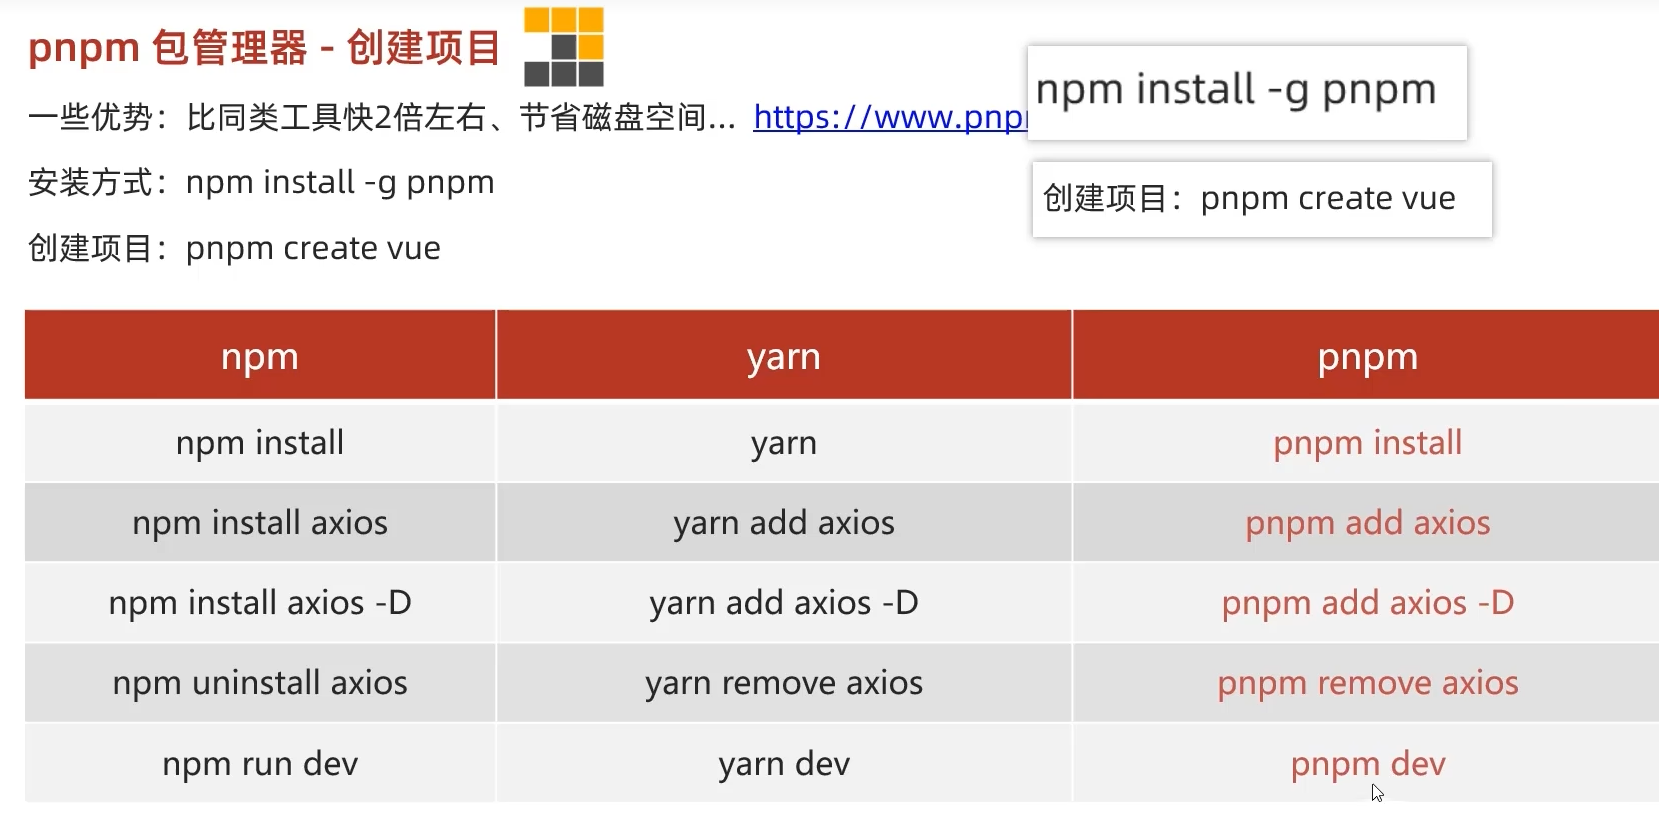 pnpm 包管理器 - 创建项目
一些优势：比同类工具快2倍左右、节省磁盘空间... https://www.pnp
npm install -g pnpm
安装方式：npm install -g pnpm
创建项目：pnpm create vue
创建项目：pnpm create vue
npm yarn pnpm
npm install yarn pnpm install
npm install axios yarn add axios pnpm add axios
npm install axios -D yarn add axios -D pnpm add axios -D
npm uninstall axios yarn remove axios pnpm remove axios
npm run dev yarn dev pnpm dev